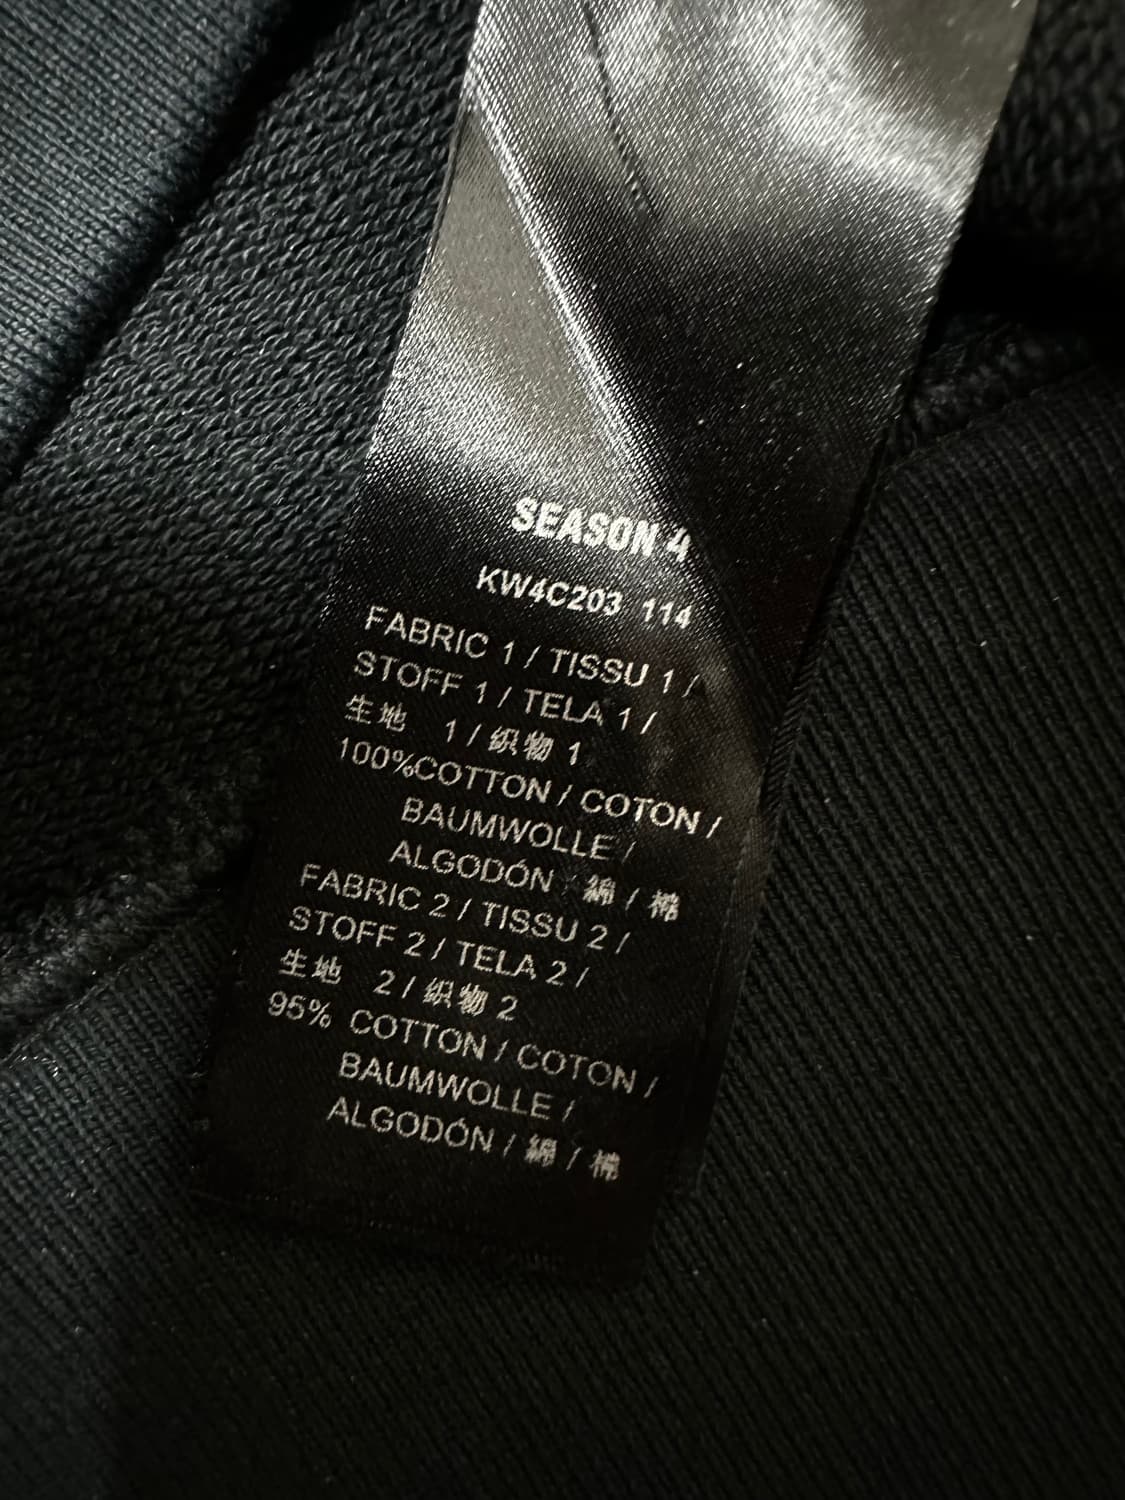 SEASON 4
KW4C203 114
FABRIC 1 / TISSU 1 /
STOFF 1 / TELA 1 /
生地 1 / 织物 1
100%COTTON / COTON /
BAUMWOLLE /
ALGODÓN 綿 / 棉
FABRIC 2 / TISSU 2 /
STOFF 2 / TELA 2 /
生地 2 / 织物 2
95% COTTON / COTON /
BAUMWOLLE /
ALGODÓN / 綿 / 棉